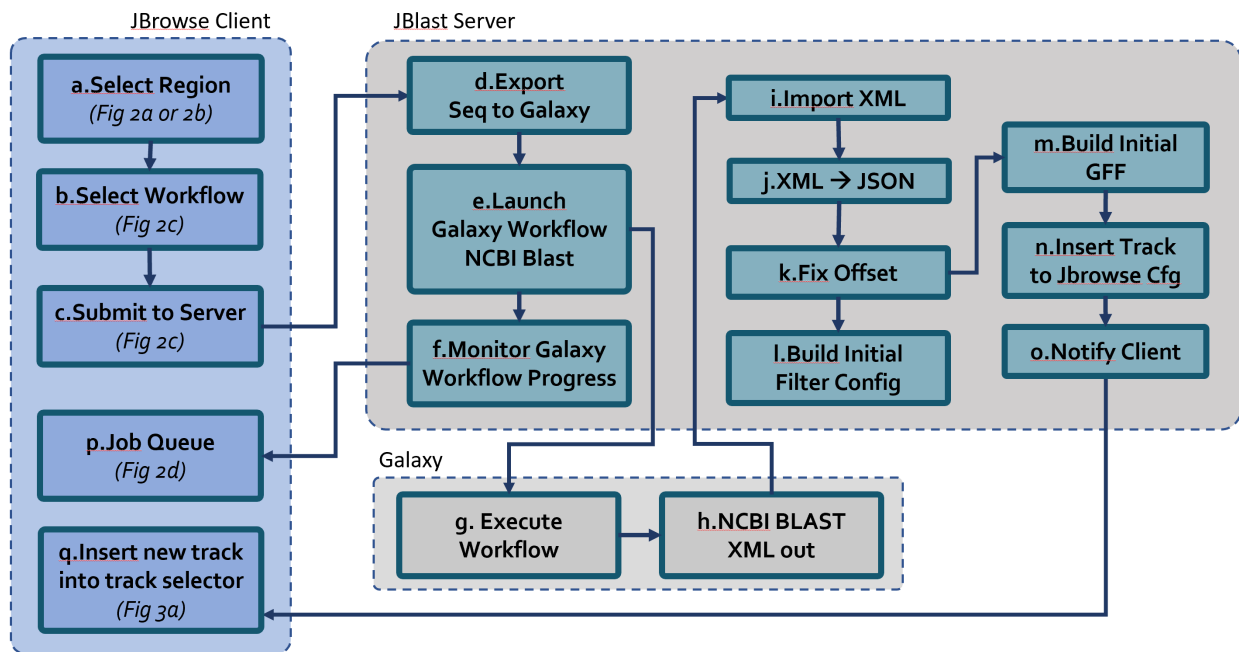 JBrowse Client
a.Select Region
(Fig 2a or 2b)
b.Select Workflow
(Fig 2c)
c.Submit to Server
(Fig 2c)
p.Job Queue
(Fig 2d)
q.Insert new track
into track selector
(Fig 3a)
JBlast Server
d.Export
Seq to Galaxy
e.Launch
Galaxy Workflow
NCBI Blast
f.Monitor Galaxy
Workflow Progress
i.Import XML
j.XML → JSON
k.Fix Offset
l.Build Initial
Filter Config
m.Build Initial
GFF
n.Insert Track
to Jbrowse Cfg
o.Notify Client
Galaxy
g. Execute
Workflow
h.NCBI BLAST
XML out